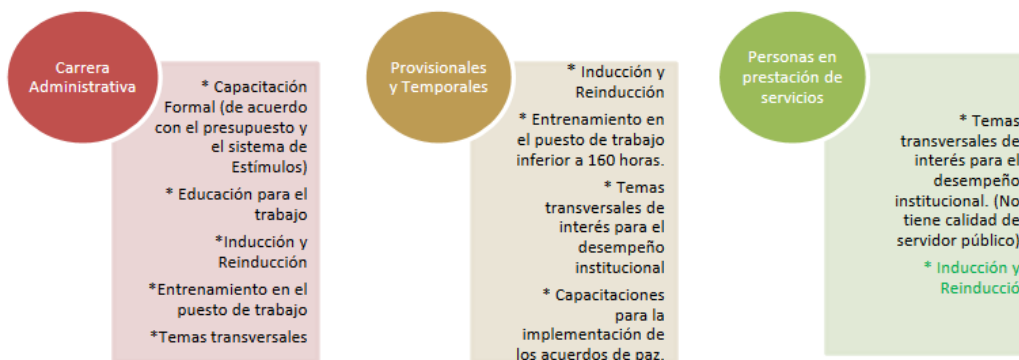 Carrera
Administrativa
* Capacitación
Formal (de acuerdo
con el presupuesto y
el sistema de
Estímulos)
* Educación para el
trabajo
*Inducción y
Reinducción
*Entrenamiento en el
puesto de trabajo
*Temas transversales
Provisionales
y Temporales
* Inducción y
Reinducción
* Entrenamiento en
el puesto de trabajo
inferior a 160 horas.
* Temas
transversales de
interés para el
desempeño
institucional
* Capacitaciones
para la
implementación de
los acuerdos de paz.
Personas en
prestación de
servicios
* Temas
transversales de
interés para el
desempeño
institucional. (No
tiene calidad de
servidor público)
* Inducción y
Reinducció